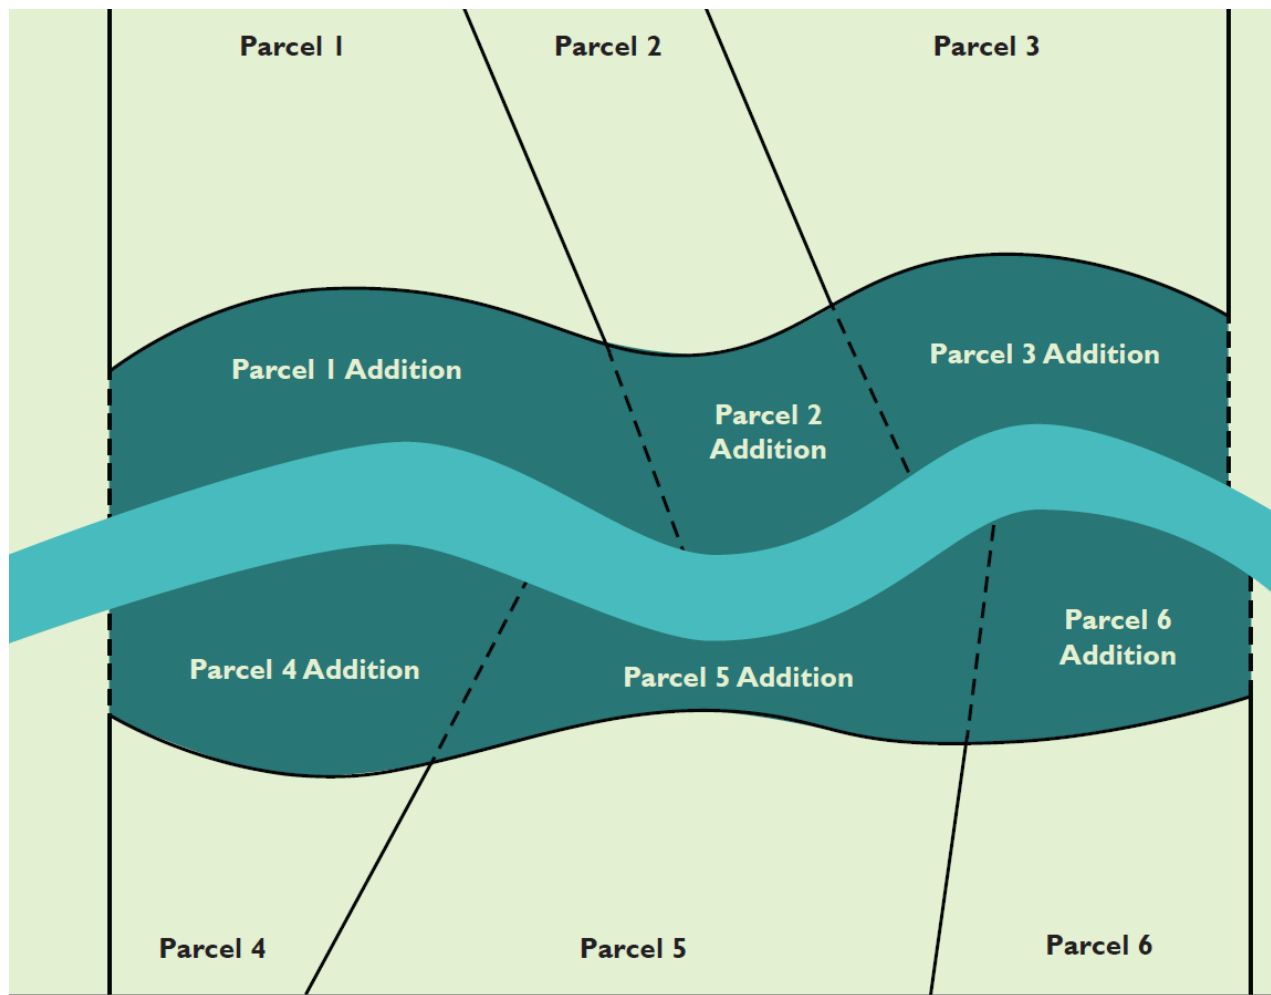 Parcel 1
Parcel 2
Parcel 3
Parcel 1 Addition
Parcel 2
Addition
Parcel 3 Addition
Parcel 4 Addition
Parcel 5 Addition
Parcel 6
Addition
Parcel 4
Parcel 5
Parcel 6